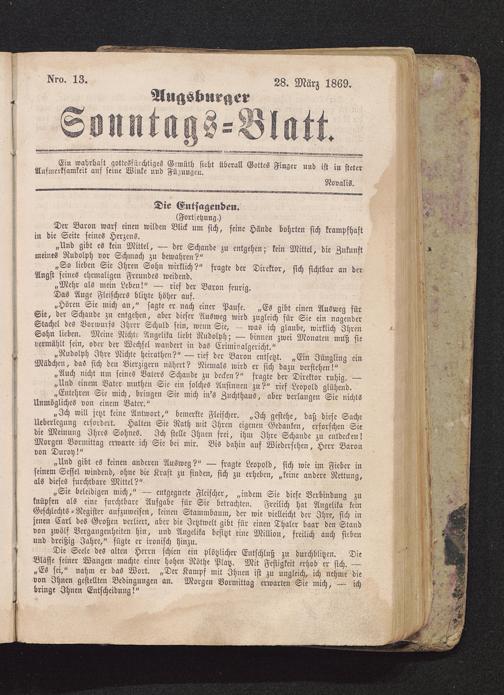 Nro. 13.
28. März 1869.
Augsburger
Sonntags-Blatt.
Ein wahrhaft gottesfürchtiges Gemüth sieht überall Gottes Finger und ist in steter
Aufmerksamkeit auf seine Winke und Fügungen.
Novalis.
Die Entsagenden.
(Fortsetzung.)
Der Baron warf einen wilden Blick um sich, seine Hände bohrten sich krampfhaft
in die Seite seines Herzens.
„Und gibt es kein Mittel, — der Schande zu entgehen; kein Mittel, die Zukunft
meines Rudolph vor Schmach zu bewahren?“
„So lieben Sie Ihren Sohn wirklich?“ fragte der Direktor, sich sichtbar an der
Angst seines ehemaligen Freundes weidend.
„Mehr als mein Leben!“ — rief der Baron feurig.
Das Auge Fleischers blitzte höher auf.
„Hören Sie mich an,“ sagte er nach einer Pause. „Es gibt einen Ausweg für
Sie, der Schande zu entgehen, aber dieser Ausweg wird zugleich für Sie ein nagender
Stachel des Vorwurfs Ihrer Schuld sein, wenn Sie, — was ich glaube, wirklich Ihren
Sohn lieben. Meine Nichte Angelika liebt Rudolph; — binnen zwei Monaten muß sie
vermählt sein, oder der Wechsel wandert in das Criminalgericht.“
„Rudolph Ihre Nichte heirathen?“ — rief der Baron entsetzt. „Ein Jüngling ein
Mädchen, das sich den Vierzigern nähert? Niemals wird er sich dazu verstehen!“
„Auch nicht um seines Vaters Schande zu decken?“ fragte der Direktor ruhig. —
„Und einem Vater muthen Sie ein solches Ansinnen zu?“ rief Leopold glühend.
„Entehren Sie mich, bringen Sie mich in's Zuchthaus, aber verlangen Sie nichts
Unmögliches von einem Vater.“
„Ich will jetzt keine Antwort,“ bemerkte Fleischer. „Ich gestehe, daß diese Sache
Ueberlegung erfordert. Halten Sie Rath mit Ihren eigenen Gedanken, erforschen Sie
die Meinung Ihres Sohnes. Ich stelle Ihnen frei, ihm Ihre Schande zu entdecken!
Morgen Vormittag erwarte ich Sie bei mir. Bis dahin auf Wiedersehen, Herr Baron
von Duroy!“
„Und gibt es keinen anderen Ausweg?“ — fragte Leopold, sich wie im Fieber in
seinem Sessel windend, ohne die Kraft zu finden, sich zu erheben, „keine andere Rettung,
als dieses furchtbare Mittel?“
„Sie beleidigen mich,“ — entgegnete Fleischer, „indem Sie diese Verbindung zu
knüpfen als eine furchtbare Aufgabe für Sie betrachten. Freilich hat Angelika kein
Geschlechts-Register aufzuweisen, keinen Stammbaum, der wie vielleicht der Ihre, sich in
jenen Carl des Großen verliert, aber die Jetztwelt gibt für einen Thaler baar den Stand
von zwölf Vergangenheiten hin, und Angelika besitzt eine Million, freilich auch sieben
und dreißig Jahre,“ fügte er ironisch hinzu.
Die Seele des alten Herrn schien ein plötzlicher Entschluß zu durchblitzen. Die
Blässe seiner Wangen machte einer hohen Röthe Platz. Mit Festigkeit erhob er sich. —
„Es sei,“ nahm er das Wort. „Der Kampf mit Ihnen ist zu ungleich, ich nehme die
von Ihnen gestellten Bedingungen an. Morgen Vormittag erwarten Sie mich, — ich
bringe Ihnen Entscheidung!“